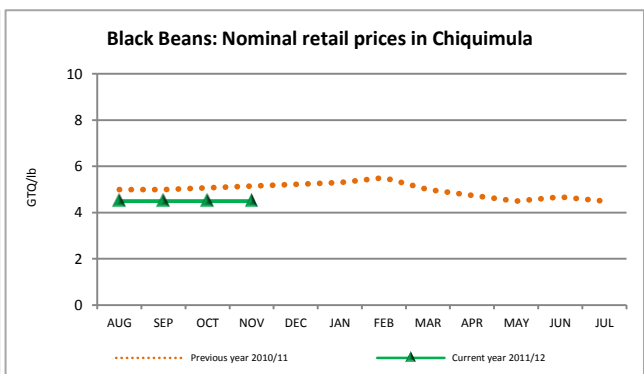 Black Beans: Nominal retail prices in Chiquimula
10
8
6
4
2
0
GTQ/lb
AUG SEP OCT NOV DEC JAN FEB MAR APR MAY JUN JUL
Previous year 2010/11 Current year 2011/12